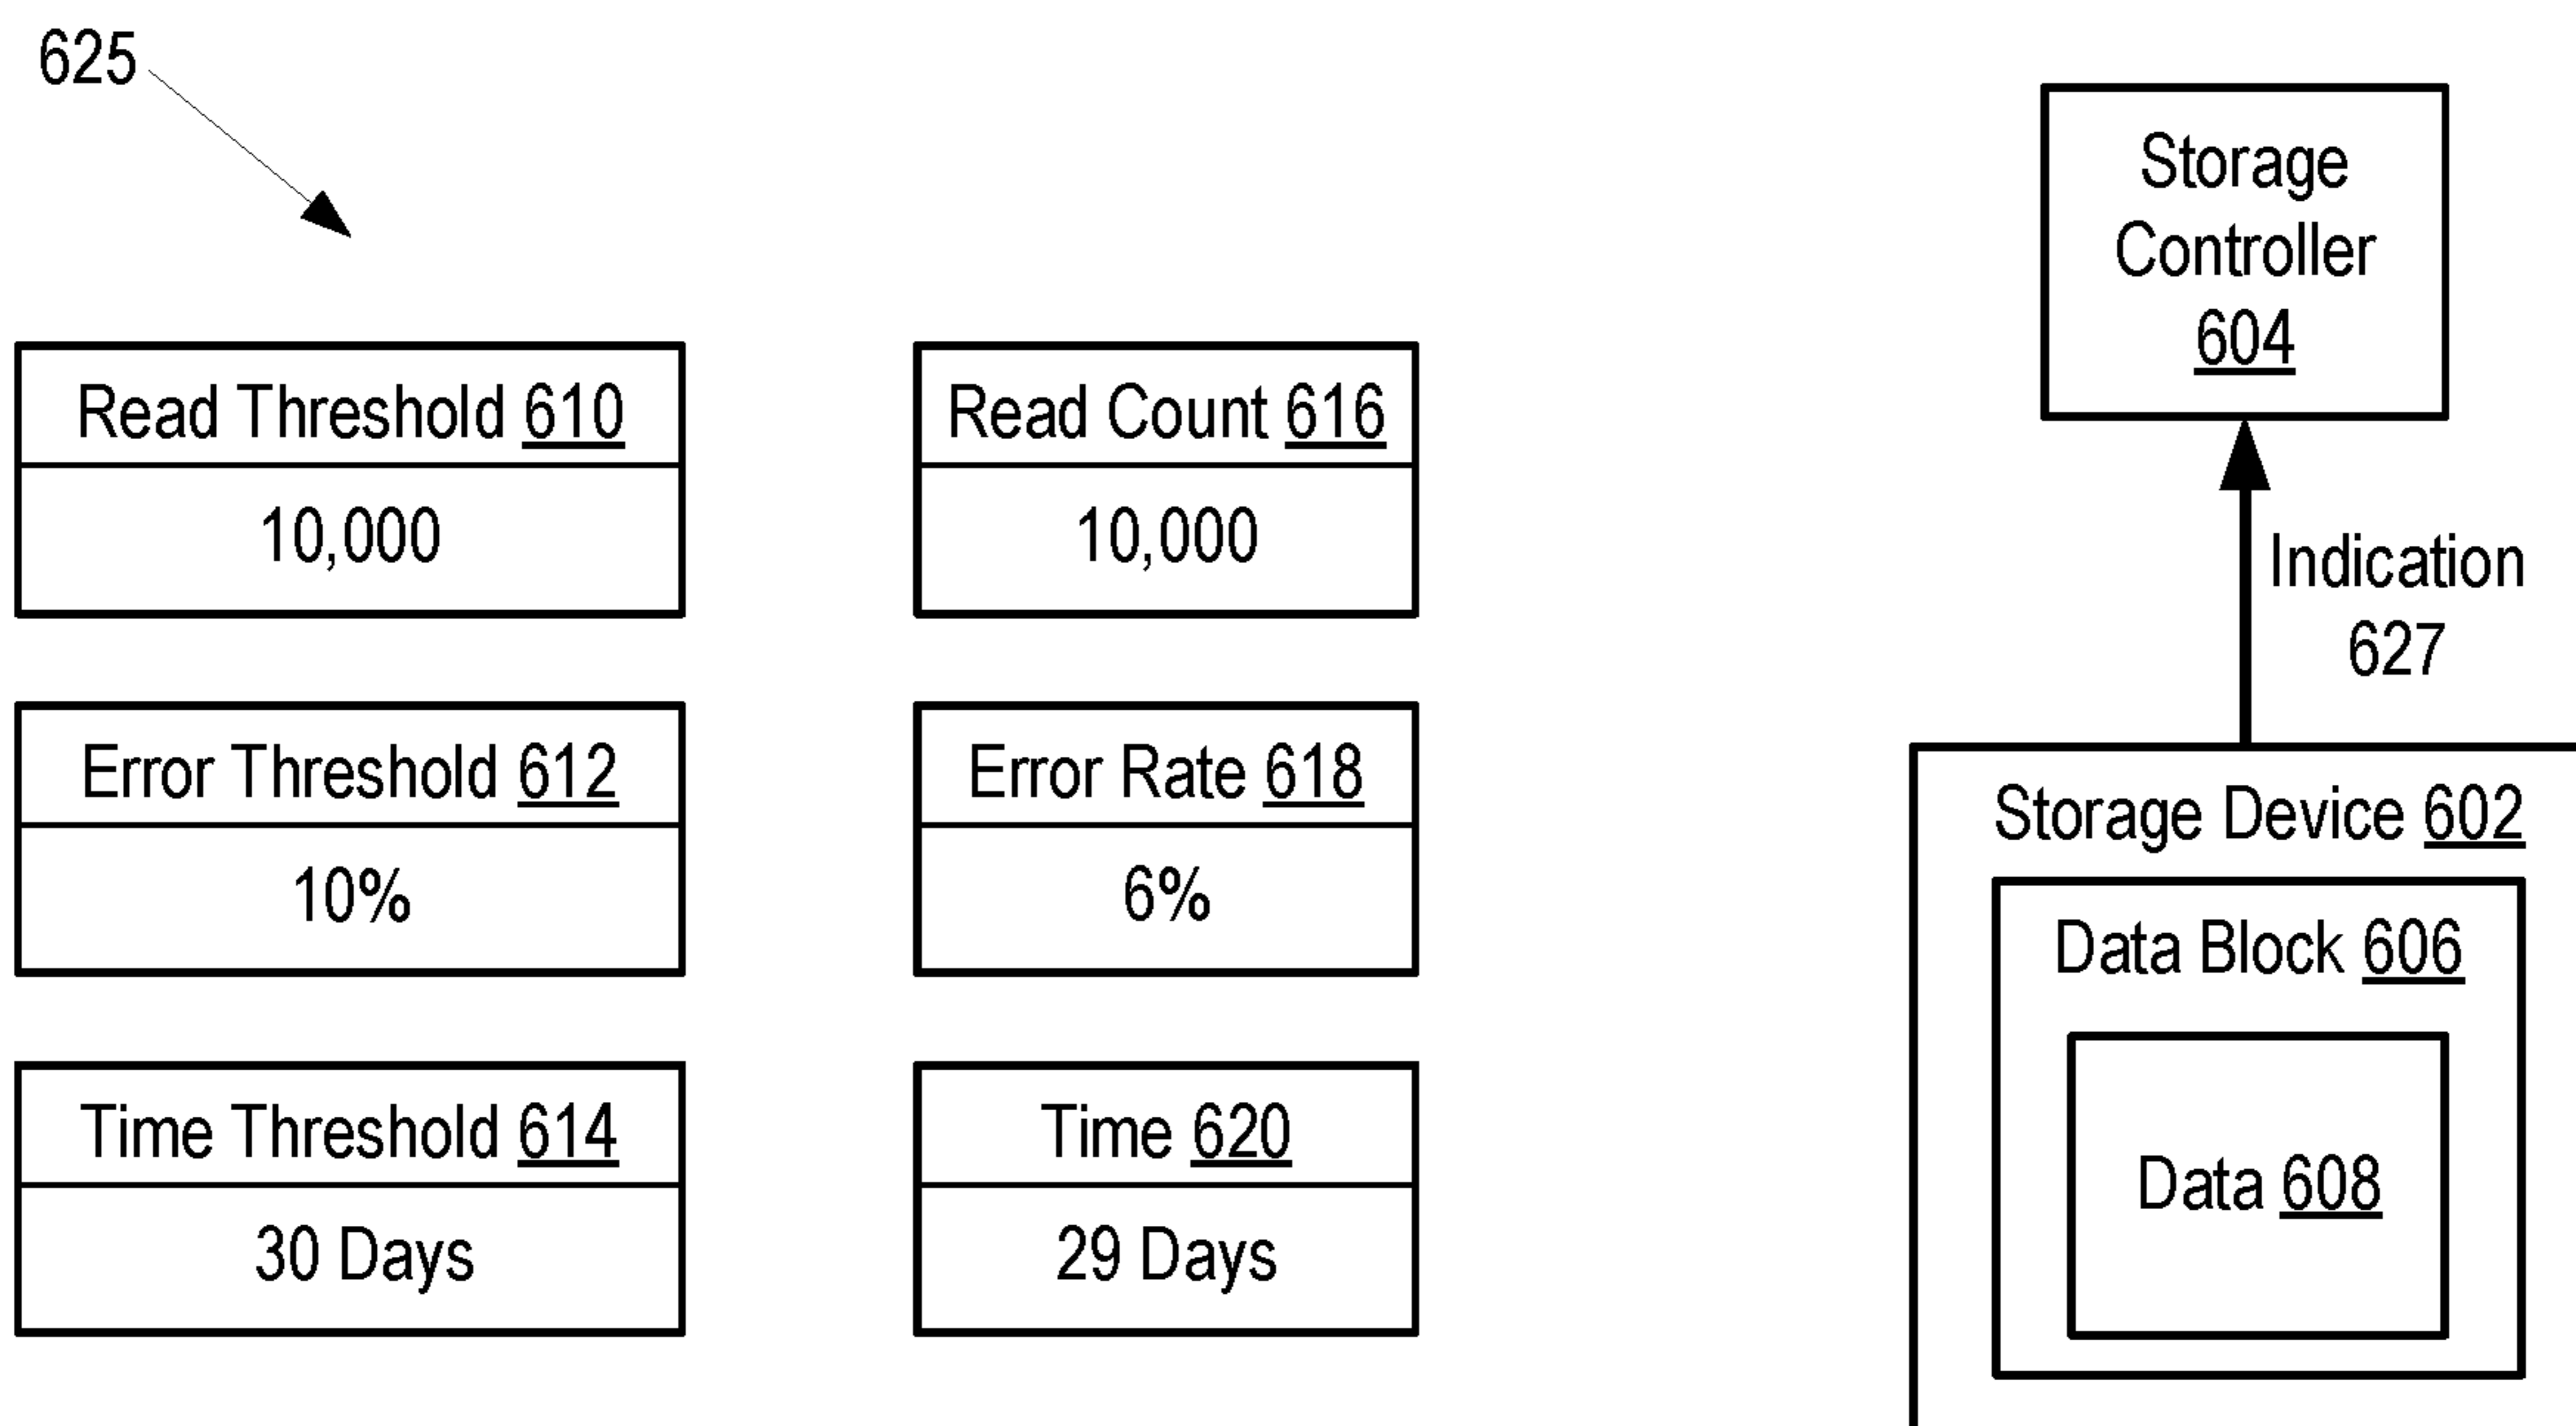 625
Storage
Controller
604
Read Threshold 610
10,000
Read Count 616
10,000
Indication
627
Error Threshold 612
10%
Error Rate 618
6%
Storage Device 602
Data Block 606
Data 608
Time Threshold 614
30 Days
Time 620
29 Days